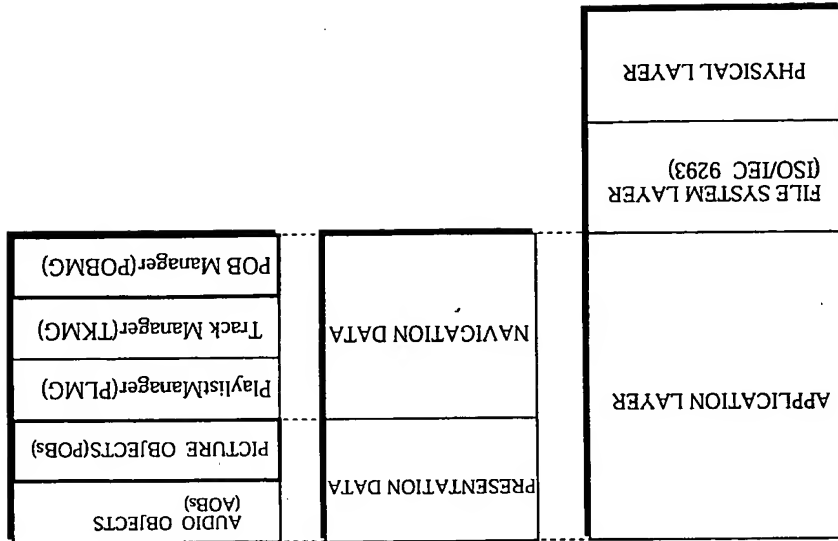 APPLICATION LAYER
FILE SYSTEM LAYER
(ISO/IEC 9293)
PHYSICAL LAYER
PRESENTATION DATA
NAVIGATION DATA
AUDIO OBJECTS
(AOBs)
PICTURE OBJECTS(POBs)
PlaylistManager(PLMG)
Track Manager(TKMG)
POB Manager(POBMG)